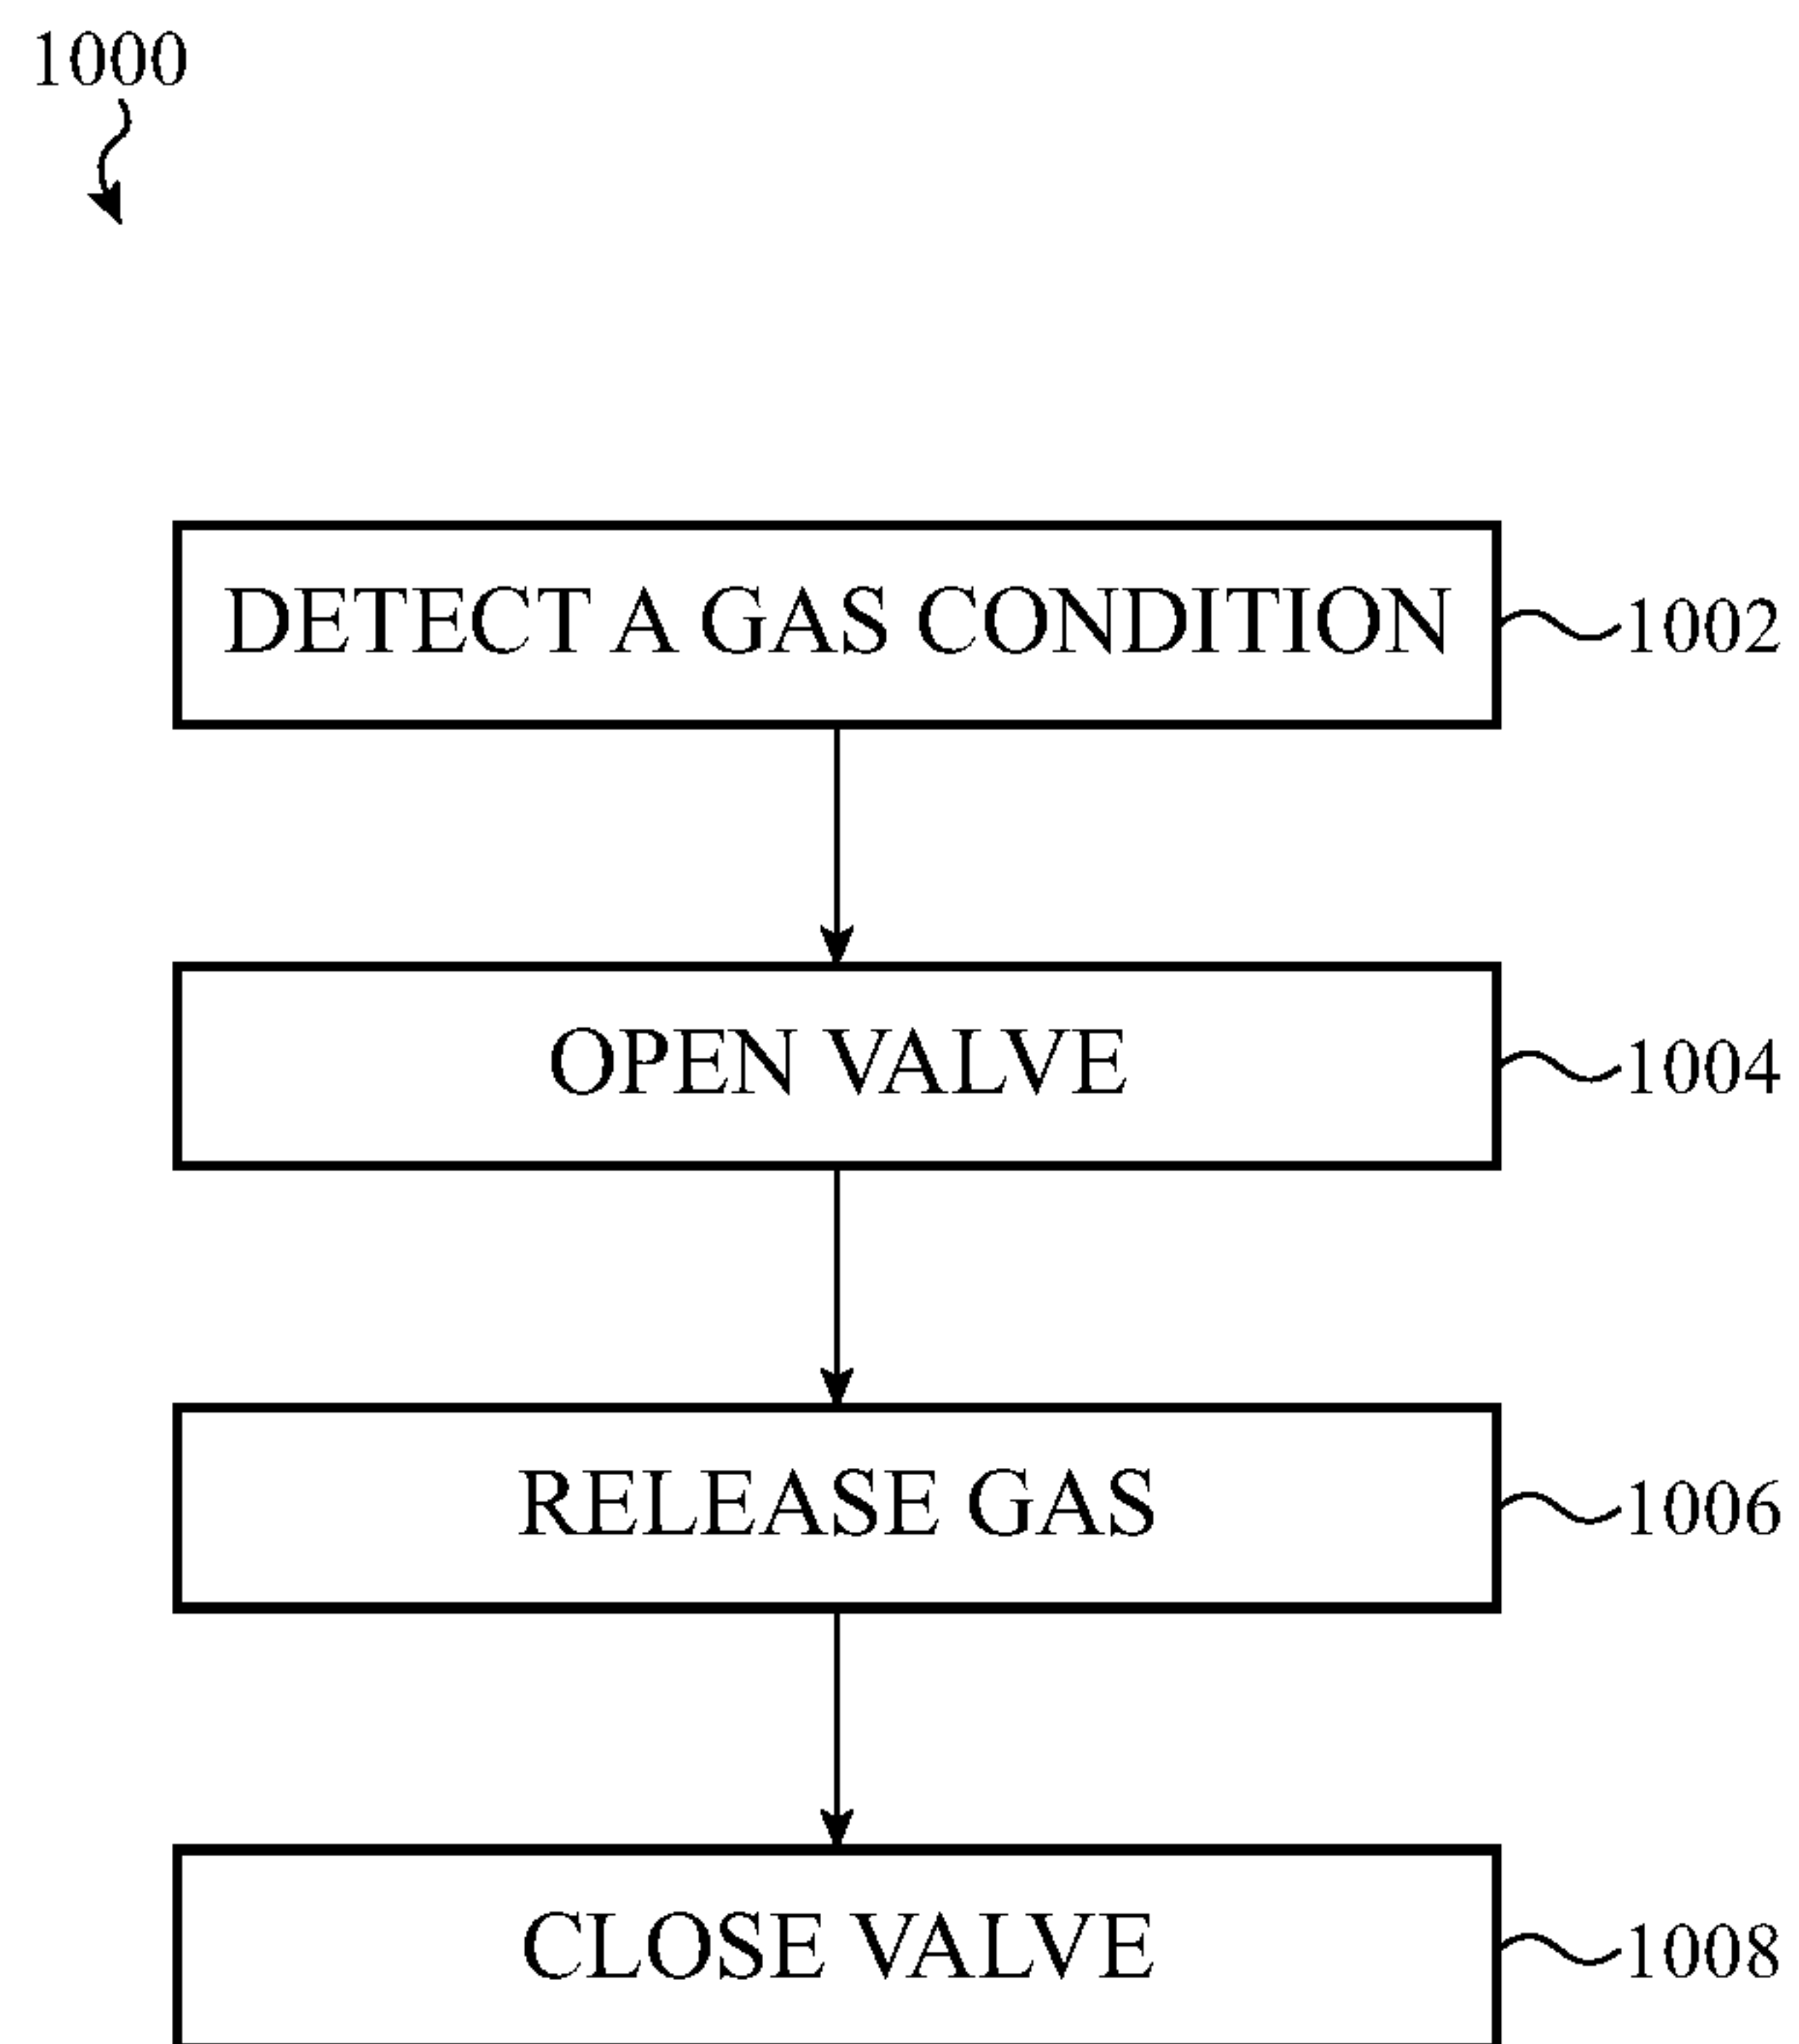 1000
DETECT A GAS CONDITION
1002
OPEN VALVE
1004
RELEASE GAS
1006
CLOSE VALVE
1008